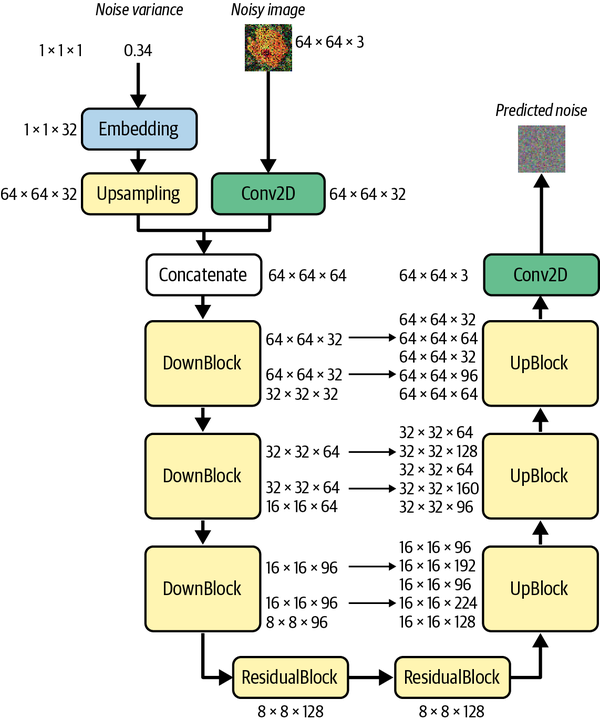 Noise variance
Noisy image
1 × 1 × 1
0.34
64 × 64 × 3
1 × 1 × 32
Embedding
64 × 64 × 32
Upsampling
Conv2D
64 × 64 × 32
Concatenate
64 × 64 × 64
DownBlock
64 × 64 × 32
64 × 64 × 32
32 × 32 × 32
DownBlock
32 × 32 × 64
32 × 32 × 64
16 × 16 × 64
DownBlock
16 × 16 × 96
16 × 16 × 96
8 × 8 × 96
ResidualBlock
8 × 8 × 128
ResidualBlock
8 × 8 × 128
Predicted noise
64 × 64 × 3
Conv2D
64 × 64 × 32
64 × 64 × 64
64 × 64 × 32
64 × 64 × 96
64 × 64 × 64
UpBlock
32 × 32 × 64
32 × 32 × 128
32 × 32 × 64
32 × 32 × 160
32 × 32 × 96
UpBlock
16 × 16 × 96
16 × 16 × 192
16 × 16 × 96
16 × 16 × 224
16 × 16 × 128
UpBlock